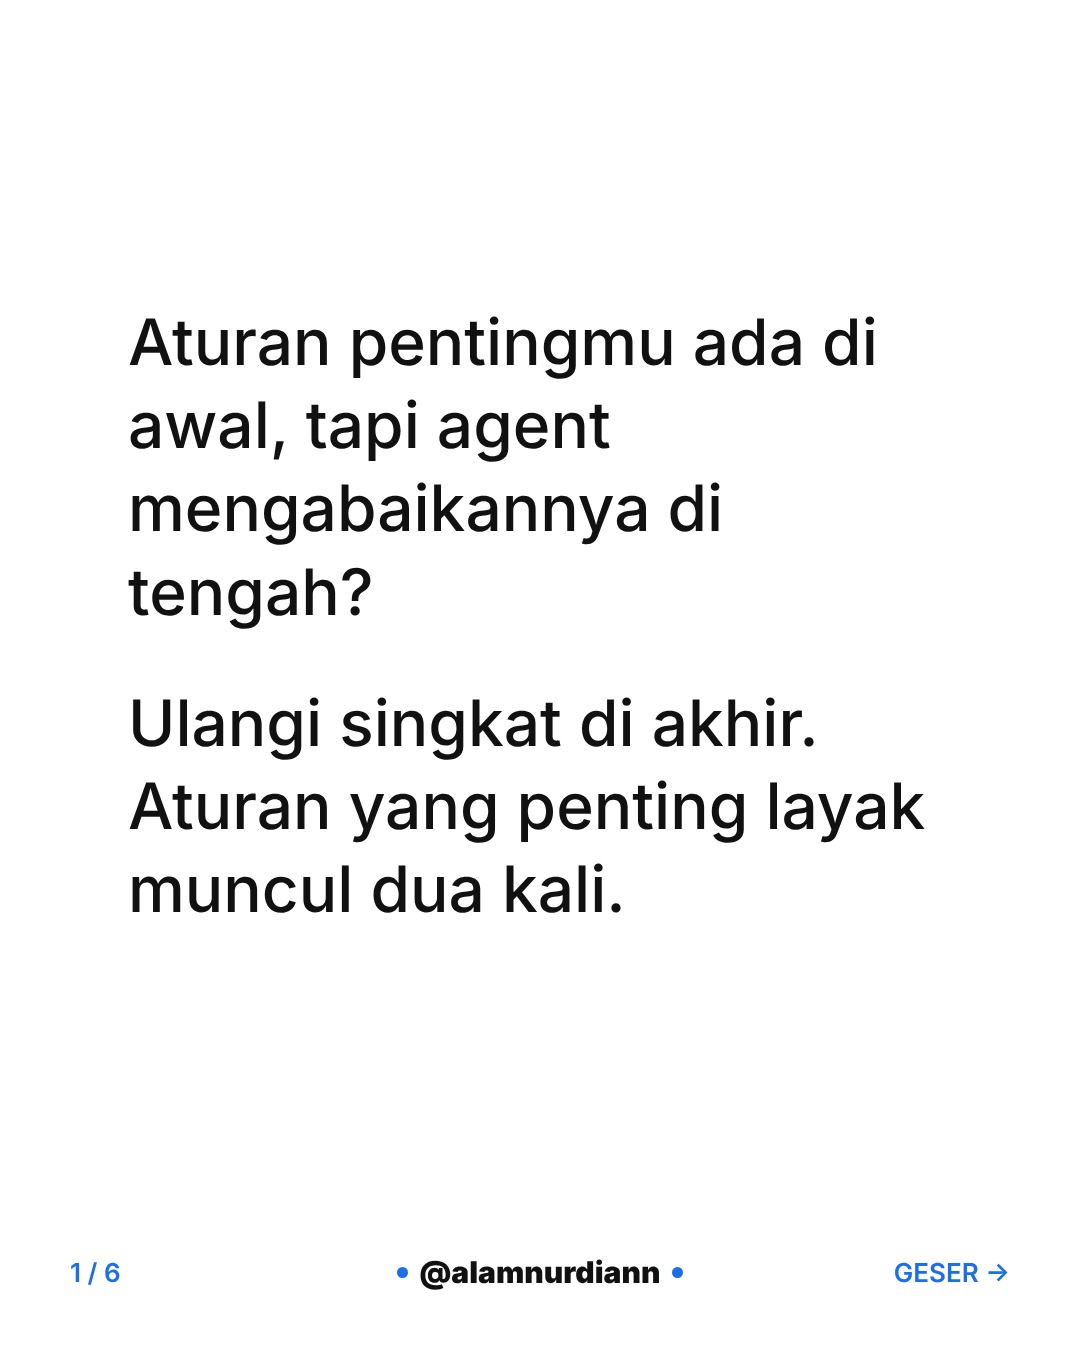 Aturan pentingmu ada di
awal, tapi agent
mengabaikannya di
tengah?
Ulangi singkat di akhir.
Aturan yang penting layak
muncul dua kali.
1 / 6
• @alamnurdiann •
GESER →